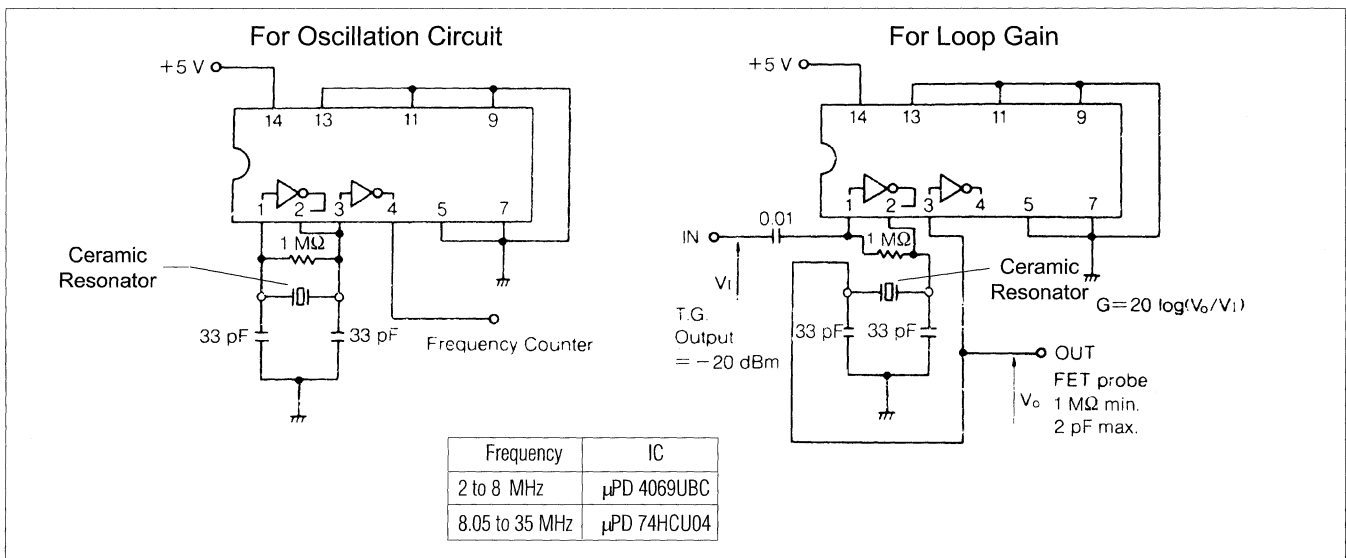 For Oscillation Circuit
+5 V
14 13 11 9
1 2 3 4 5 7
1 MΩ
Ceramic
Resonator
33 pF
33 pF
Frequency Counter
For Loop Gain
+5 V
14 13 11 9
1 2 3 4 5 7
0.01
IN
1 MΩ
VI
Ceramic
Resonator
G=20 log(Vo/VI)
T.G.
Output
= −20 dBm
33 pF
33 pF
OUT
FET probe
Vo
1 MΩ min.
2 pF max.
Frequency IC
2 to 8 MHz μPD 4069UBC
8.05 to 35 MHz μPD 74HCU04